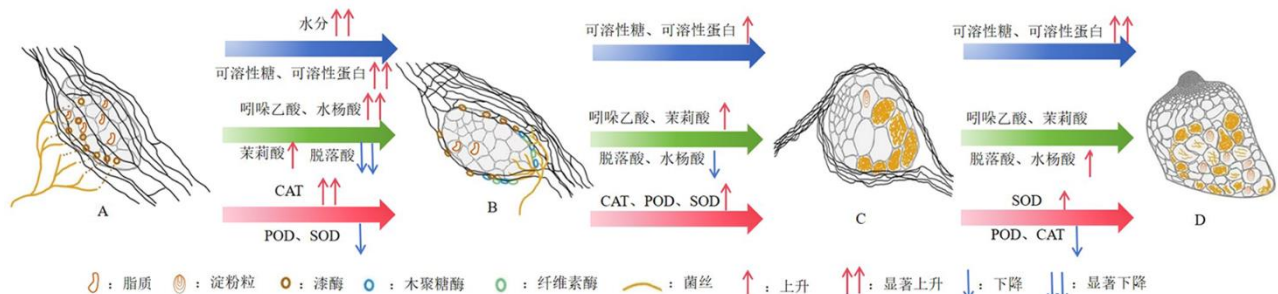 水分
可溶性糖、可溶性蛋白
吲哚乙酸、水杨酸
茉莉酸 脱落酸
CAT
POD、SOD
A
可溶性糖、可溶性蛋白
吲哚乙酸、茉莉酸
脱落酸、水杨酸
CAT、POD、SOD
B
可溶性糖、可溶性蛋白
吲哚乙酸、茉莉酸
脱落酸、水杨酸
SOD
POD、CAT
C
D
：脂质 ：淀粉粒 ：漆酶 ：木聚糖酶 ：纤维素酶 ：菌丝 ：上升 ：显著上升 ：下降 ：显著下降